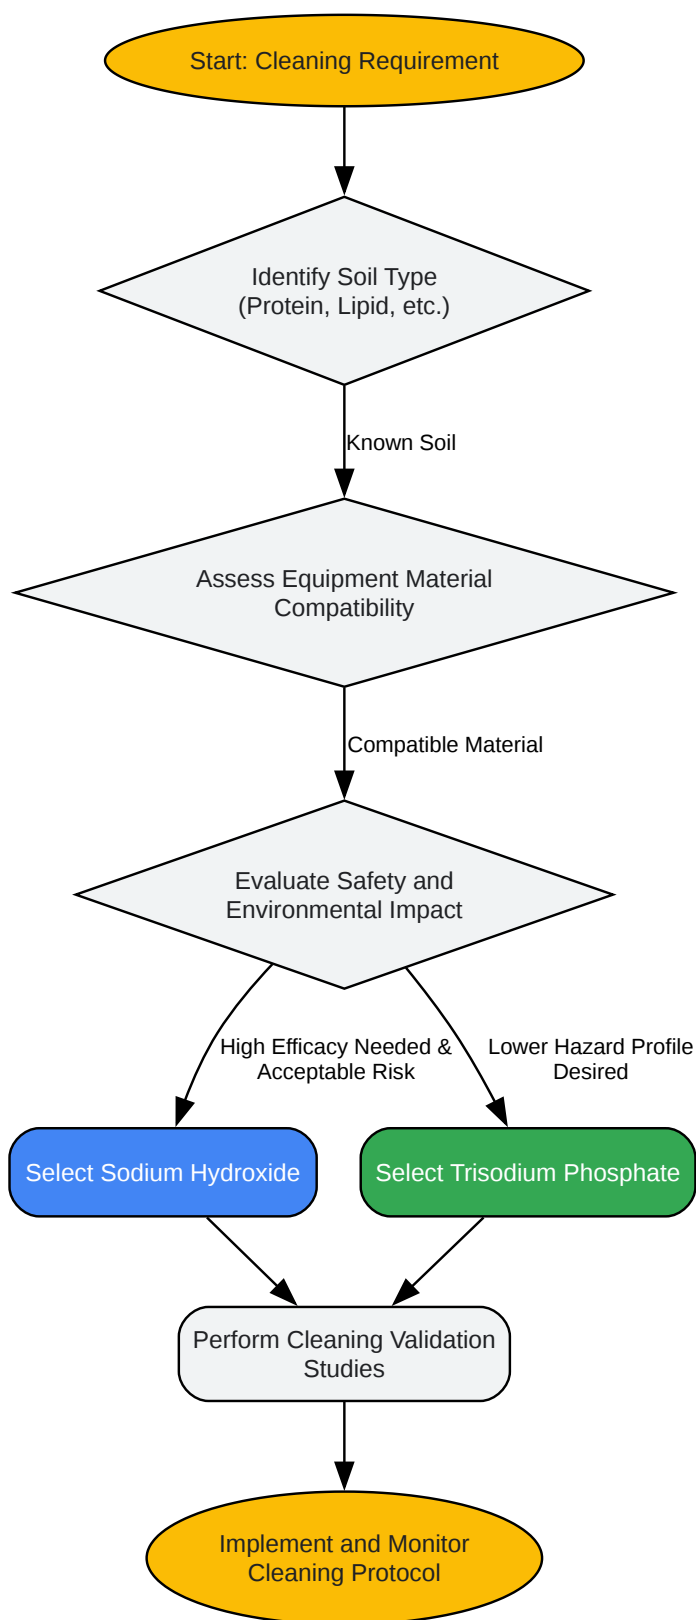 Start: Cleaning Requirement
Identify Soil Type
(Protein, Lipid, etc.)
Known Soil
Assess Equipment Material
Compatibility
Compatible Material
Evaluate Safety and
Environmental Impact
High Efficacy Needed &
Acceptable Risk
Lower Hazard Profile
Desired
Select Sodium Hydroxide
Select Trisodium Phosphate
Perform Cleaning Validation
Studies
Implement and Monitor
Cleaning Protocol